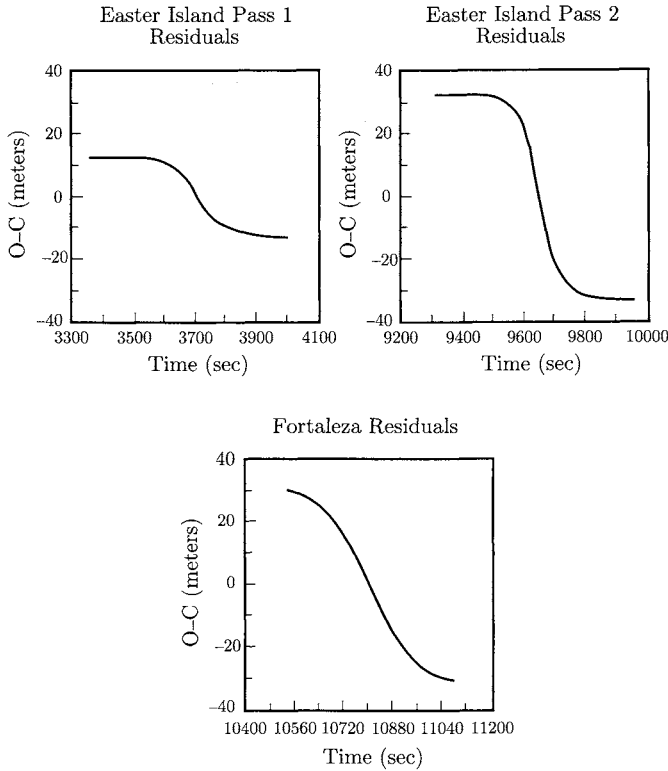 Easter Island Pass 1
Residuals
40
20
0
−20
−40
O–C (meters)
3300 3500 3700 3900 4100
Time (sec)
Easter Island Pass 2
Residuals
40
20
0
−20
−40
O–C (meters)
9200 9400 9600 9800 10000
Time (sec)
Fortaleza Residuals
40
20
0
−20
−40
O–C (meters)
10400 10560 10720 10880 11040 11200
Time (sec)